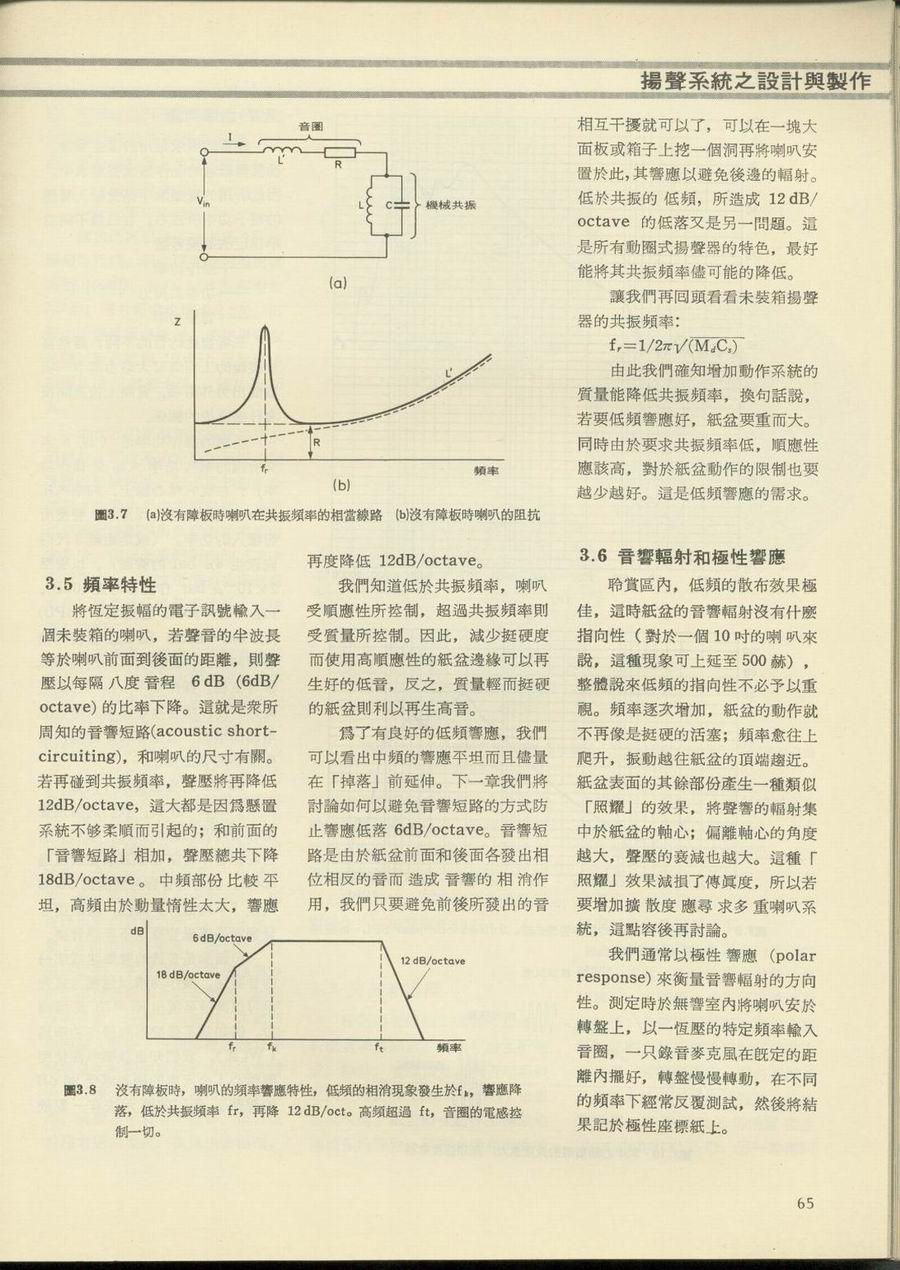 揚聲系統之設計與製作
音圈
I
L'
R
Vin
L
C
機械共振
(a)
Z
L'
R
fr
頻率
(b)
圖3.7 (a)沒有障板時喇叭在共振頻率的相當線路 (b)沒有障板時喇叭的阻抗
3.5 頻率特性
將恆定振幅的電子訊號輸入一
個未裝箱的喇叭，若聲音的半波長
等於喇叭前面到後面的距離，則聲
壓以每隔八度音程 6 dB (6dB/
octave) 的比率下降。這就是衆所
周知的音響短路(acoustic short-
circuiting)，和喇叭的尺寸有關。
若再碰到共振頻率，聲壓將再降低
12dB/octave，這大都是因爲懸置
系統不够柔順而引起的；和前面的
「音響短路」相加，聲壓總共下降
18dB/octave。中頻部份比較平
坦，高頻由於動量惰性太大，響應
再度降低 12dB/octave。
我們知道低於共振頻率，喇叭
受順應性所控制，超過共振頻率則
受質量所控制。因此，減少挺硬度
而使用高順應性的紙盆邊緣可以再
生好的低音，反之，質量輕而挺硬
的紙盆則利以再生高音。
爲了有良好的低頻響應，我們
可以看出中頻的響應平坦而且儘量
在「掉落」前延伸。下一章我們將
討論如何以避免音響短路的方式防
止響應低落 6dB/octave。音響短
路是由於紙盆前面和後面各發出相
位相反的音而造成音響的相消作
用，我們只要避免前後所發出的音
相互干擾就可以了，可以在一塊大
面板或箱子上挖一個洞再將喇叭安
置於此，其響應以避免後邊的輻射。
低於共振的低頻，所造成 12 dB/
octave 的低落又是另一問題。這
是所有動圈式揚聲器的特色，最好
能將其共振頻率儘可能的降低。
讓我們再回頭看看未裝箱揚聲
器的共振頻率：
fr=1/2π√(MdCs)
由此我們確知增加動作系統的
質量能降低共振頻率，換句話說，
若要低頻響應好，紙盆要重而大。
同時由於要求共振頻率低，順應性
應該高，對於紙盆動作的限制也要
越少越好。這是低頻響應的需求。
3.6 音響輻射和極性響應
聆賞區內，低頻的散布效果極
佳，這時紙盆的音響輻射沒有什麽
指向性（對於一個10吋的喇叭來
說，這種現象可上延至500赫），
整體說來低頻的指向性不必予以重
視。頻率逐次增加，紙盆的動作就
不再像是挺硬的活塞；頻率愈往上
爬升，振動越往紙盆的頂端趨近。
紙盆表面的其餘部份產生一種類似
「照耀」的效果，將聲響的輻射集
中於紙盆的軸心；偏離軸心的角度
越大，聲壓的衰減也越大。這種「
照耀」效果減損了傳眞度，所以若
要增加擴散度應尋求多重喇叭系
統，這點容後再討論。
我們通常以極性響應 (polar
response) 來衡量音響輻射的方向
性。測定時於無響室內將喇叭安於
轉盤上，以一恆壓的特定頻率輸入
音圈，一只錄音麥克風在旣定的距
離內擺好，轉盤慢慢轉動，在不同
的頻率下經常反覆測試，然後將結
果記於極性座標紙上。
dB
6 dB/octave
18 dB/octave
12 dB/octave
fr
fk
ft
頻率
圖3.8 沒有障板時，喇叭的頻率響應特性，低頻的相消現象發生於fk，響應降
落，低於共振頻率 fr，再降 12 dB/oct。高頻超過 ft，音圈的電感控
制一切。
65